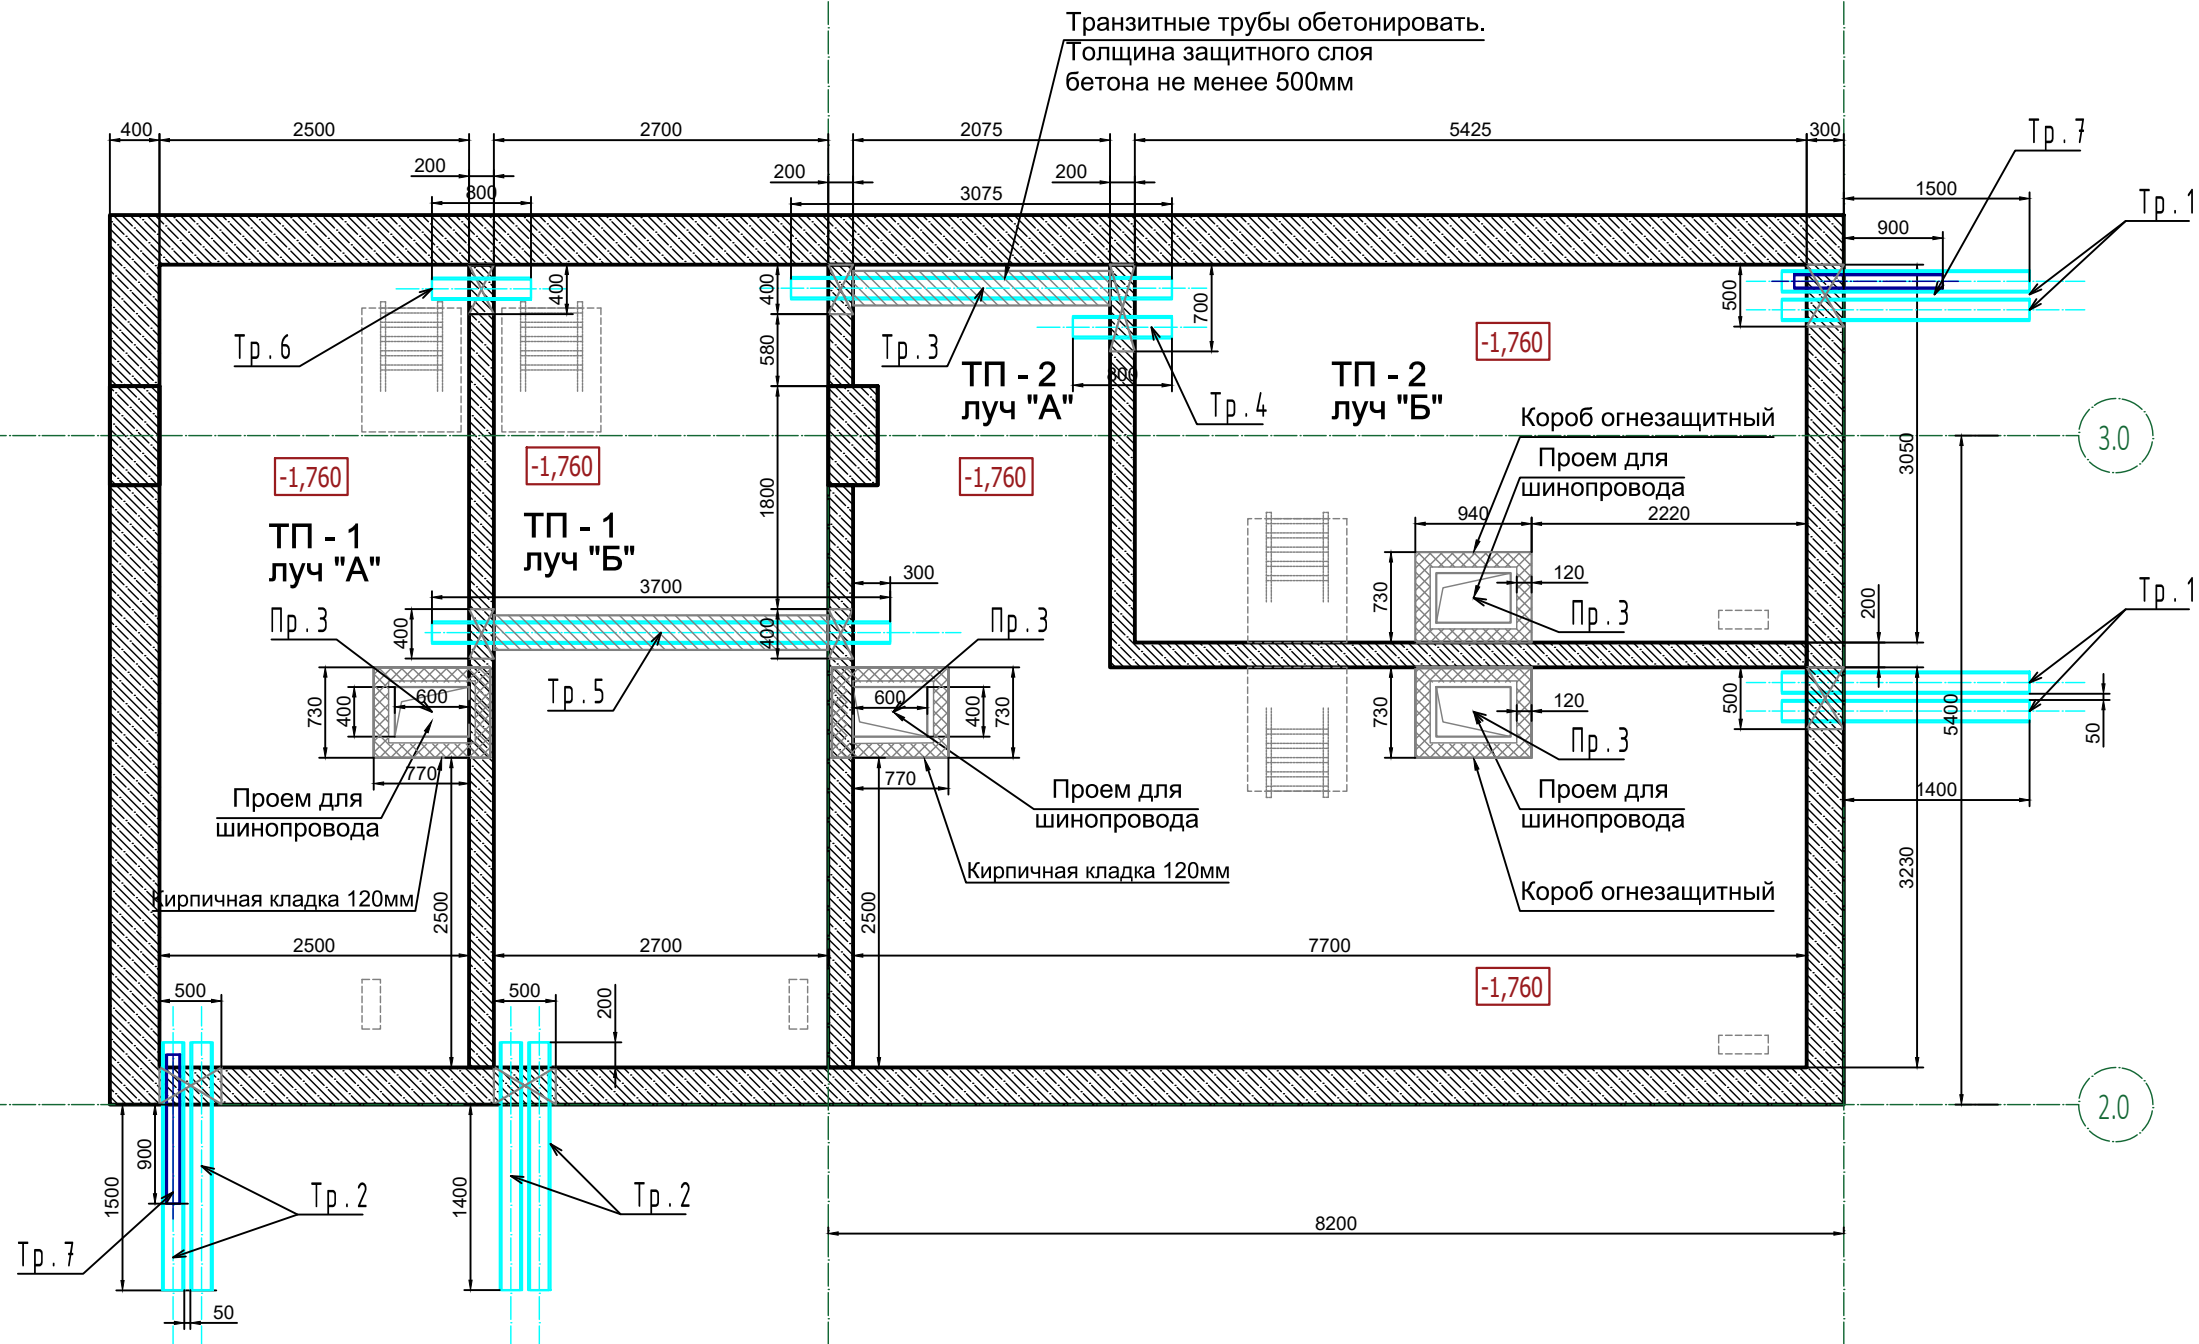 Транзитные трубы обетонировать.
Толщина защитного слоя
бетона не менее 500мм
400
2500
2700
2075
5425
300
Тр.7
200
800
200
3075
200
1500
Тр.1
900
400
400
700
500
Тр.6
580
Тр.3
800
-1,760
ТП - 2
луч "А"
ТП - 2
луч "Б"
Тр.4
Короб огнезащитный
3.0
-1,760
-1,760
-1,760
Проем для
шинопровода
3050
1800
940
2220
ТП - 1
луч "А"
ТП - 1
луч "Б"
3700
300
730
120
Тр.1
200
Пр.3
400
400
Пр.3
Пр.3
Тр.5
730
400
600
600
400
730
730
120
500
Пр.3
5400
50
770
770
1400
Проем для
шинопровода
Проем для
шинопровода
Проем для
шинопровода
Кирпичная кладка 120мм
3230
Кирпичная кладка 120мм
Короб огнезащитный
2500
2500
2500
2700
7700
500
500
200
-1,760
2.0
900
1500
1400
Тр.2
Тр.2
8200
Тр.7
50